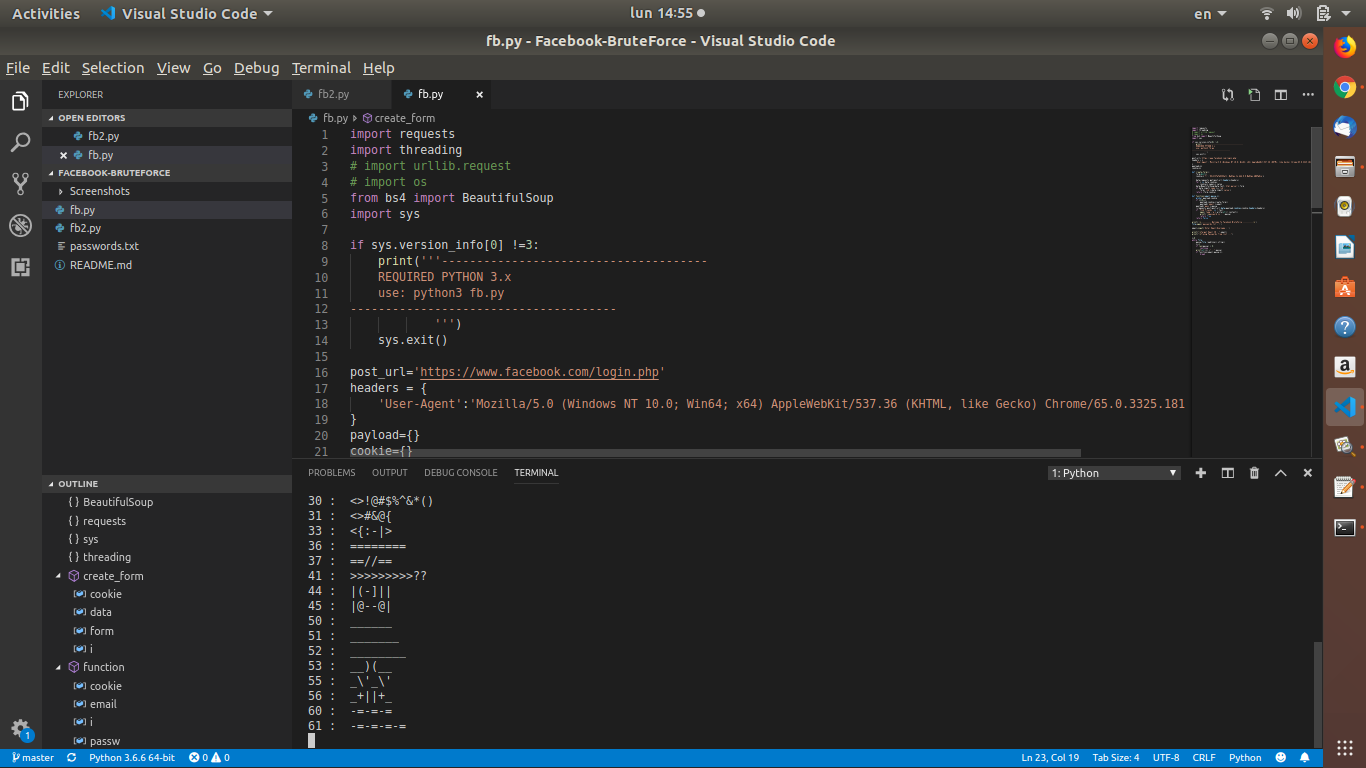 Activities Visual Studio Code lun 14:55 en
fb.py - Facebook-BruteForce - Visual Studio Code
File Edit Selection View Go Debug Terminal Help
EXPLORER
OPEN EDITORS
fb2.py
fb.py
FACEBOOK-BRUTEFORCE
Screenshots
fb.py
fb2.py
passwords.txt
README.md
OUTLINE
{ } BeautifulSoup
{ } requests
{ } sys
{ } threading
create_form
cookie
data
form
i
function
cookie
email
i
passw
fb2.py fb.py
fb.py create_form
1 import requests
2 import threading
3 # import urllib.request
4 # import os
5 from bs4 import BeautifulSoup
6 import sys
7
8 if sys.version_info[0] !=3:
9 print('''--------------------------------------
10 REQUIRED PYTHON 3.x
11 use: python3 fb.py
12 --------------------------------------
13 ''')
14 sys.exit()
15
16 post_url='https://www.facebook.com/login.php'
17 headers = {
18 'User-Agent':'Mozilla/5.0 (Windows NT 10.0; Win64; x64) AppleWebKit/537.36 (KHTML, like Gecko) Chrome/65.0.3325.181
19 }
20 payload={}
21 cookie={}
PROBLEMS OUTPUT DEBUG CONSOLE TERMINAL 1: Python
30 : <>!@#$%^&*()
31 : <>#&@{
33 : <{:-|>
36 : ========
37 : ==//==
41 : >>>>>>>>>??
44 : |(-]||
45 : |@--@|
50 : ______
51 : _______
52 : ________
53 : __)(__
55 : _\'_\'
56 : _+||+_
60 : -=-=-=
61 : -=-=-=-=
master Python 3.6.6 64-bit 0 0 Ln 23, Col 19 Tab Size: 4 UTF-8 CRLF Python